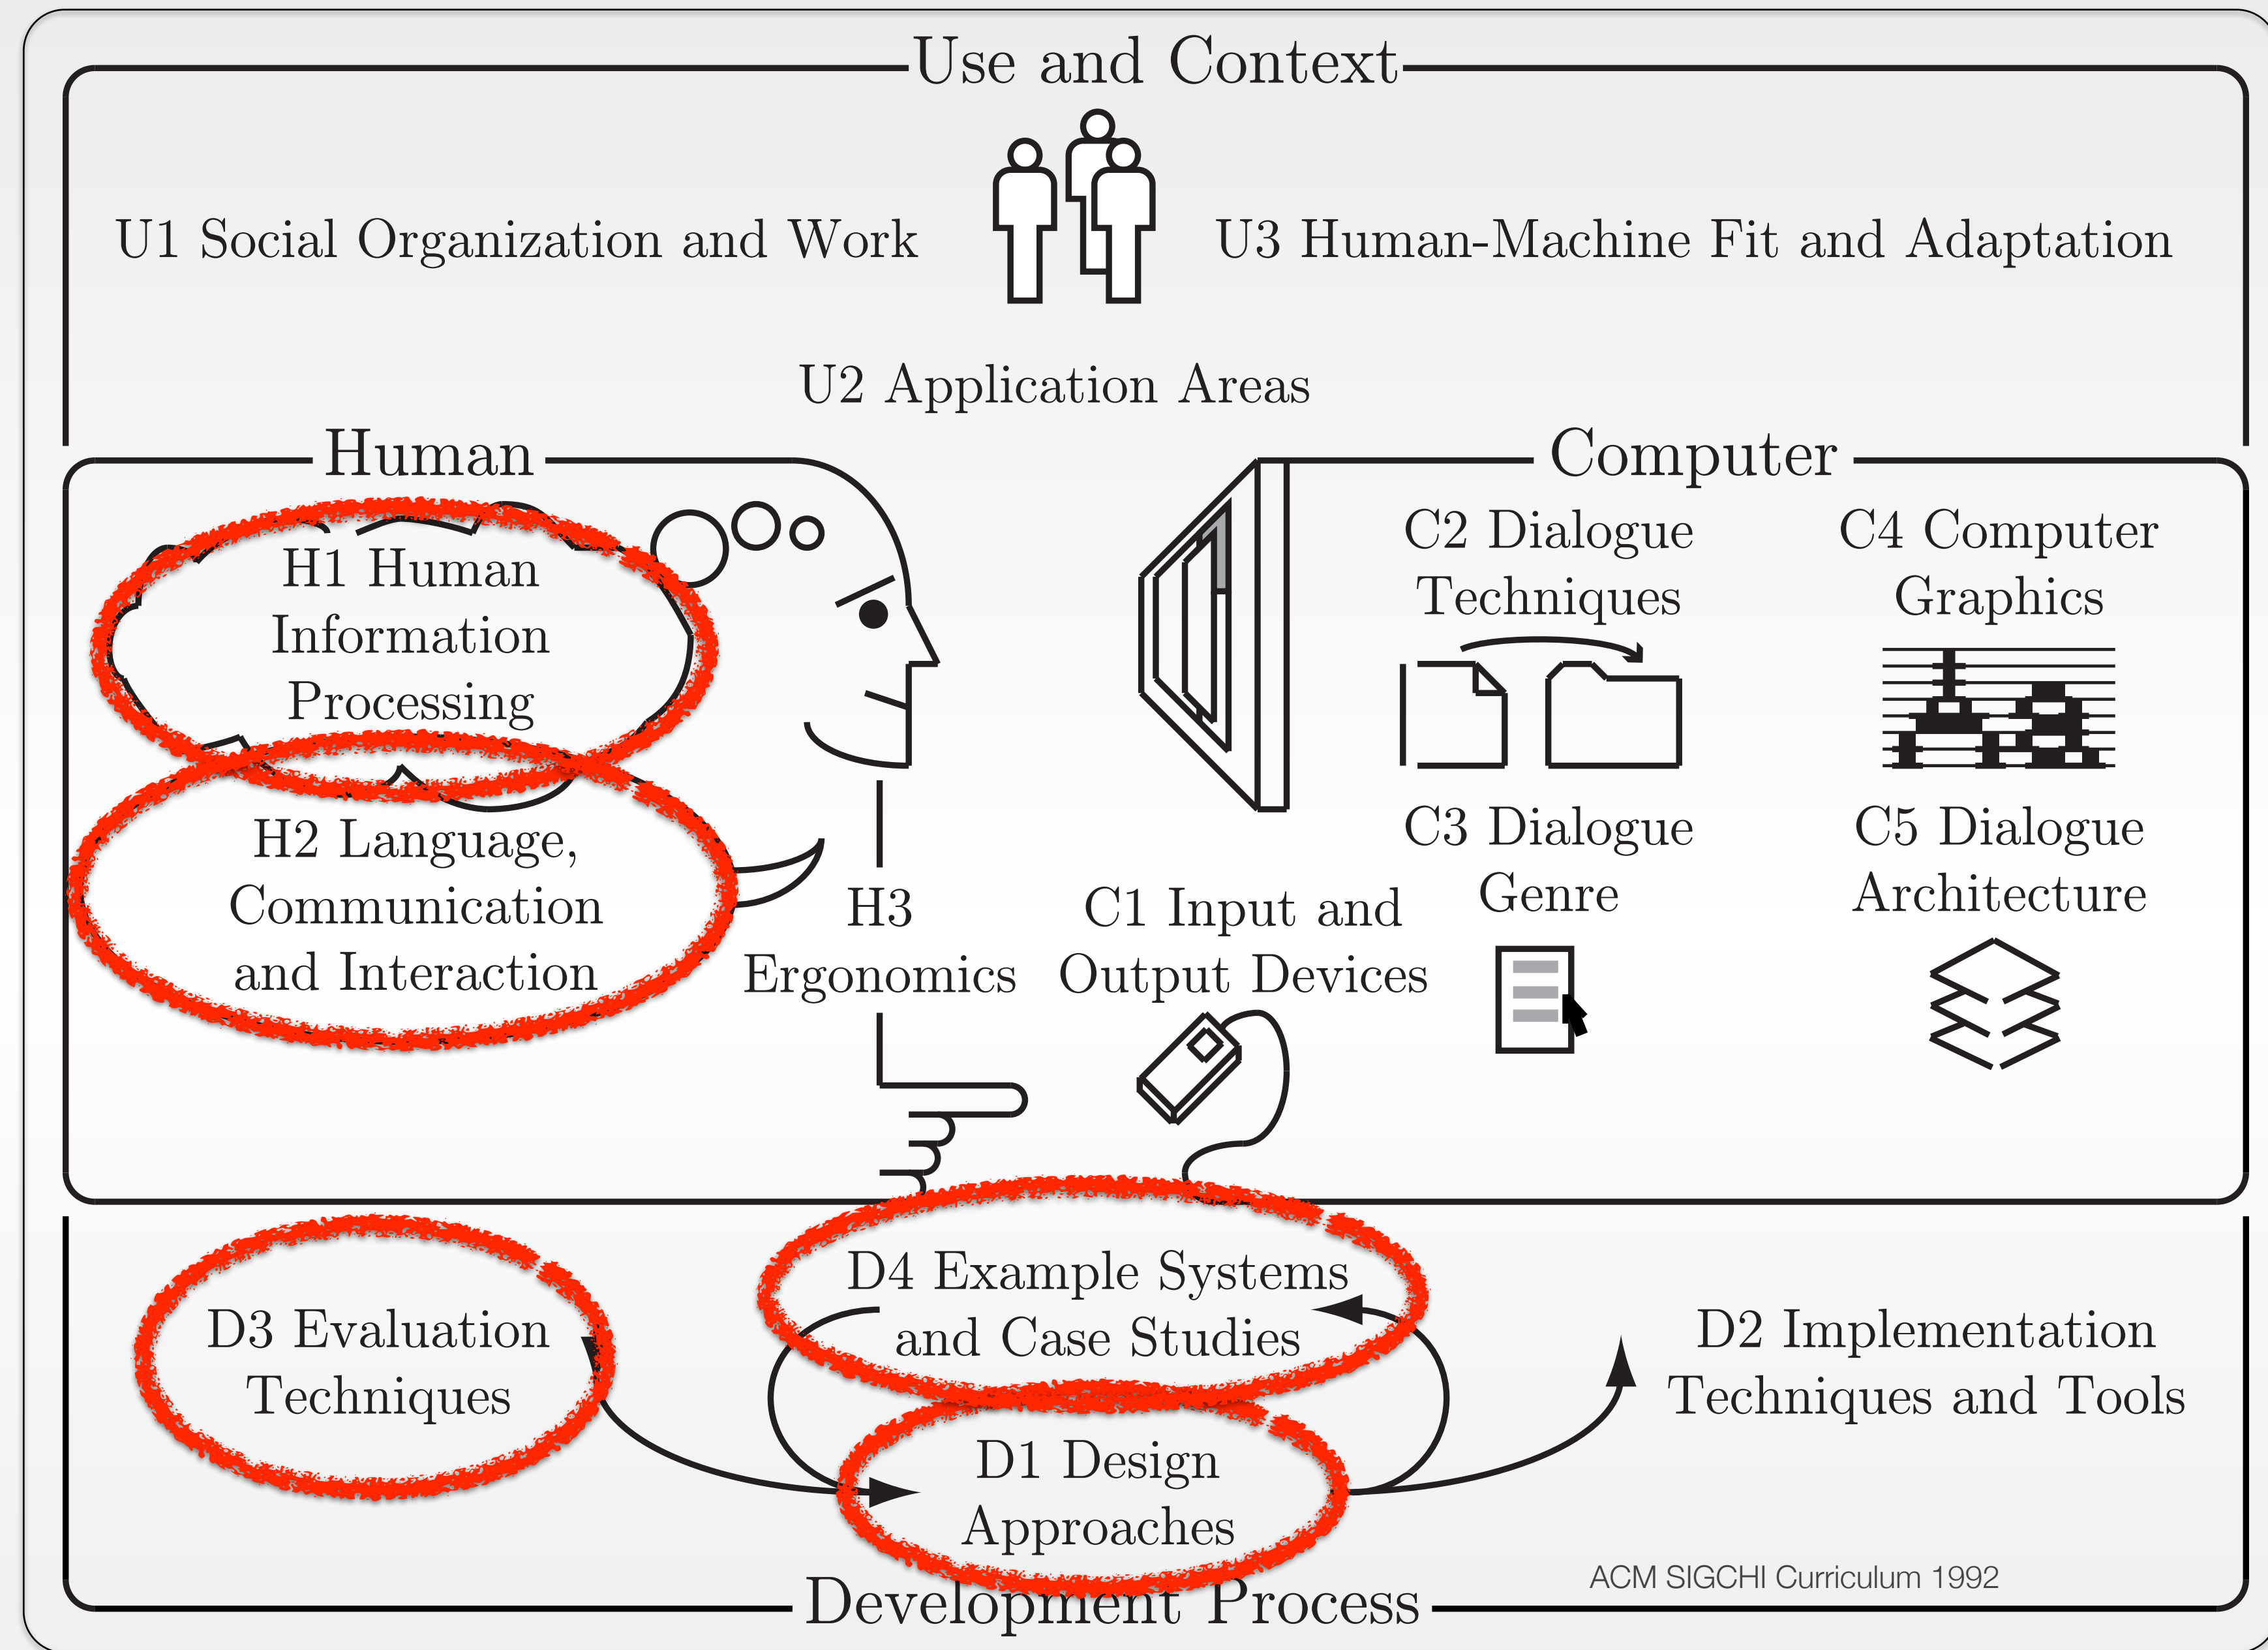 Use and Context
U1 Social Organization and Work
U3 Human-Machine Fit and Adaptation
U2 Application Areas
Human
H1 Human
Information
Processing
H2 Language,
Communication
and Interaction
H3
Ergonomics
Computer
C1 Input and
Output Devices
C2 Dialogue
Techniques
C4 Computer
Graphics
C3 Dialogue
Genre
C5 Dialogue
Architecture
D3 Evaluation
Techniques
D4 Example Systems
and Case Studies
D1 Design
Approaches
D2 Implementation
Techniques and Tools
ACM SIGCHI Curriculum 1992
Development Process